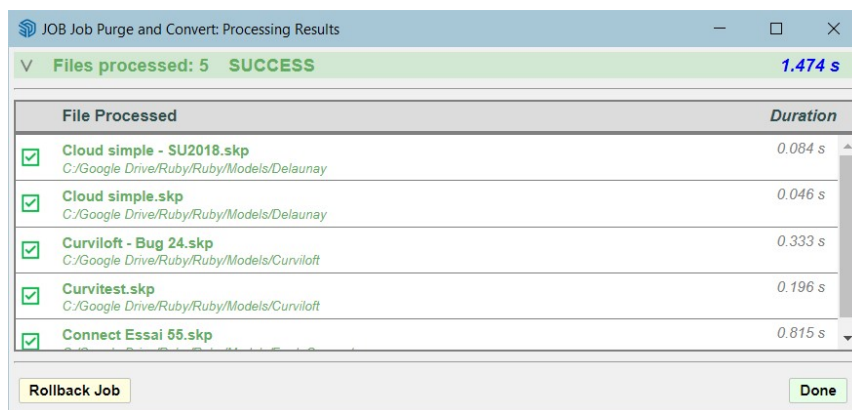 JOB Job Purge and Convert: Processing Results
Files processed: 5 SUCCESS 1.474 s
File Processed Duration
Cloud simple - SU2018.skp 0.084 s
C:/Google Drive/Ruby/Ruby/Models/Delaunay
Cloud simple.skp 0.046 s
C:/Google Drive/Ruby/Ruby/Models/Delaunay
Curviloft - Bug 24.skp 0.333 s
C:/Google Drive/Ruby/Ruby/Models/Curviloft
Curvitest.skp 0.196 s
C:/Google Drive/Ruby/Ruby/Models/Curviloft
Connect Essai 55.skp 0.815 s
Rollback Job Done